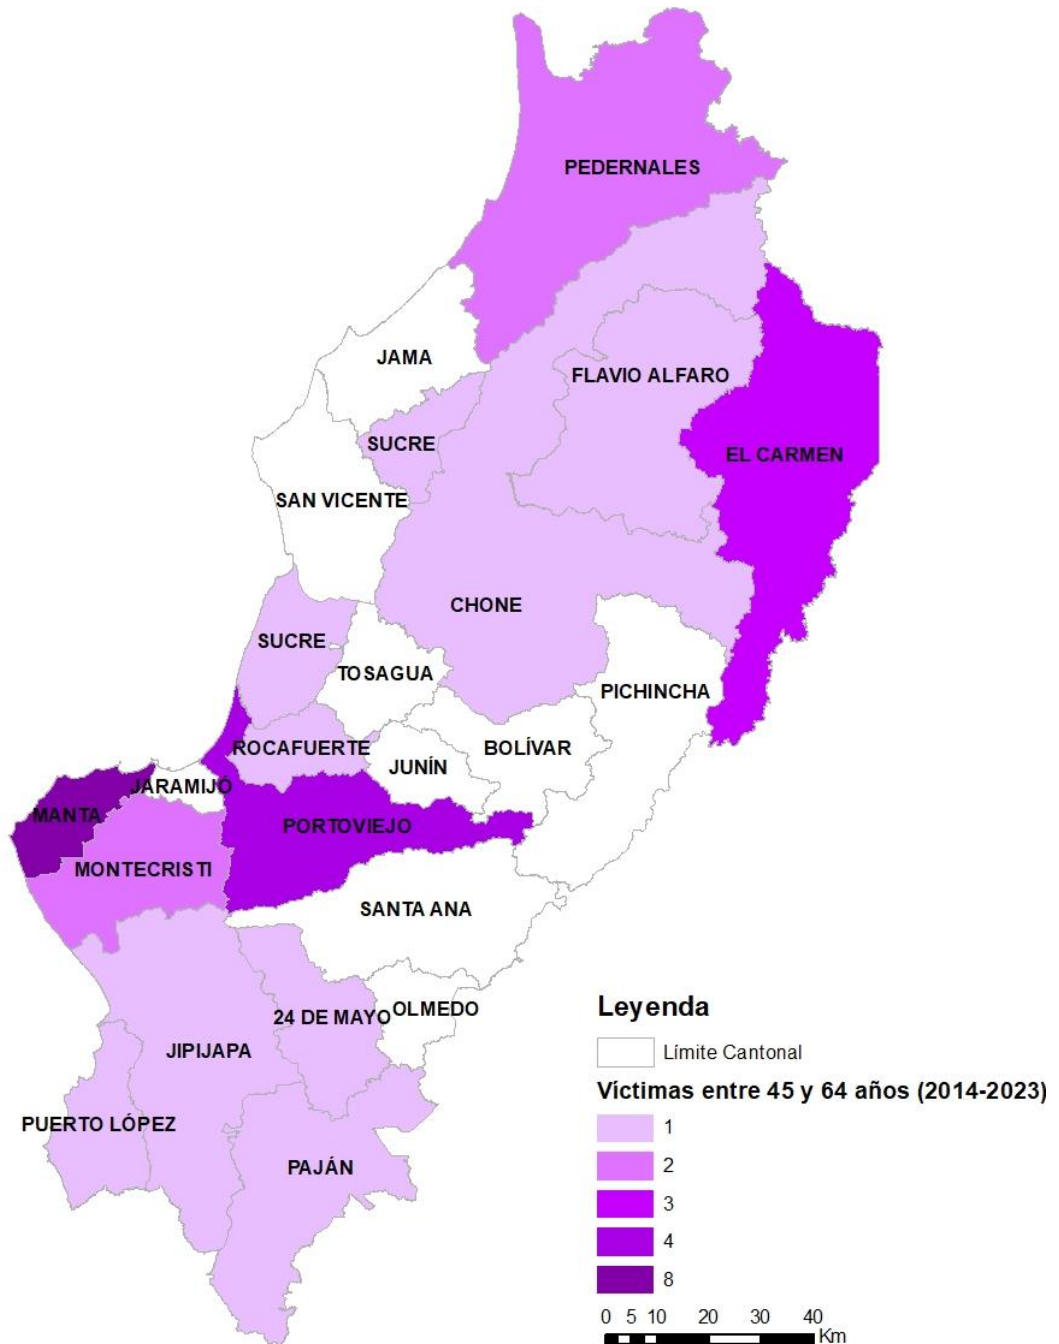 PEDERNALES
JAMA
FLAVIO ALFARO
SUCRE
EL CARMEN
SAN VICENTE
CHONE
SUCRE
TOSAGUA
PICHINCHA
ROCAFUERTE
BOLÍVAR
JUNÍN
JARAMIJÓ
MANTA
PORTOVIEJO
MONTECRISTI
SANTA ANA
24 DE MAYO
OLMEDO
JIPIJAPA
PUERTO LÓPEZ
PAJÁN
Leyenda
Límite Cantonal
Víctimas entre 45 y 64 años (2014-2023)
1
2
3
4
8
0 5 10 20 30 40
Km